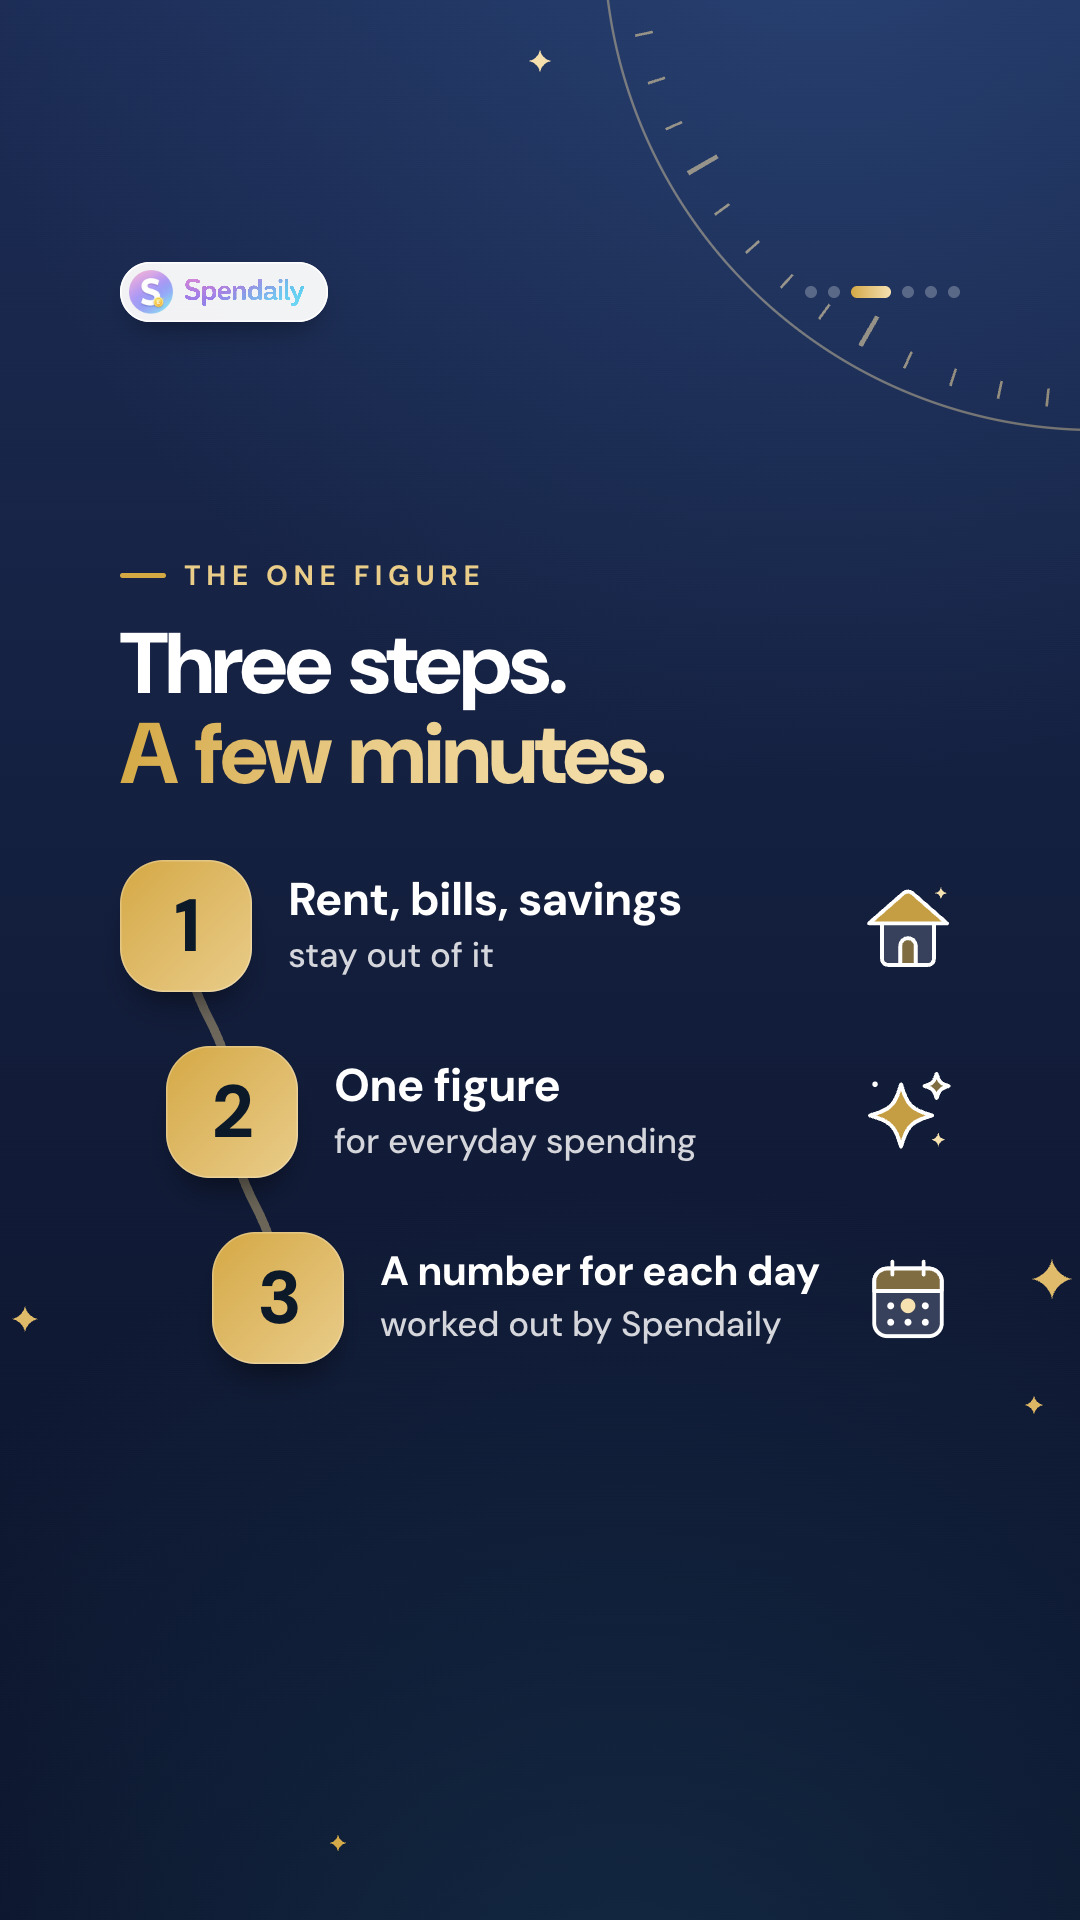 Spendaily
THE ONE FIGURE
Three steps.
A few minutes.
1
Rent, bills, savings
stay out of it
2
One figure
for everyday spending
3
A number for each day
worked out by Spendaily